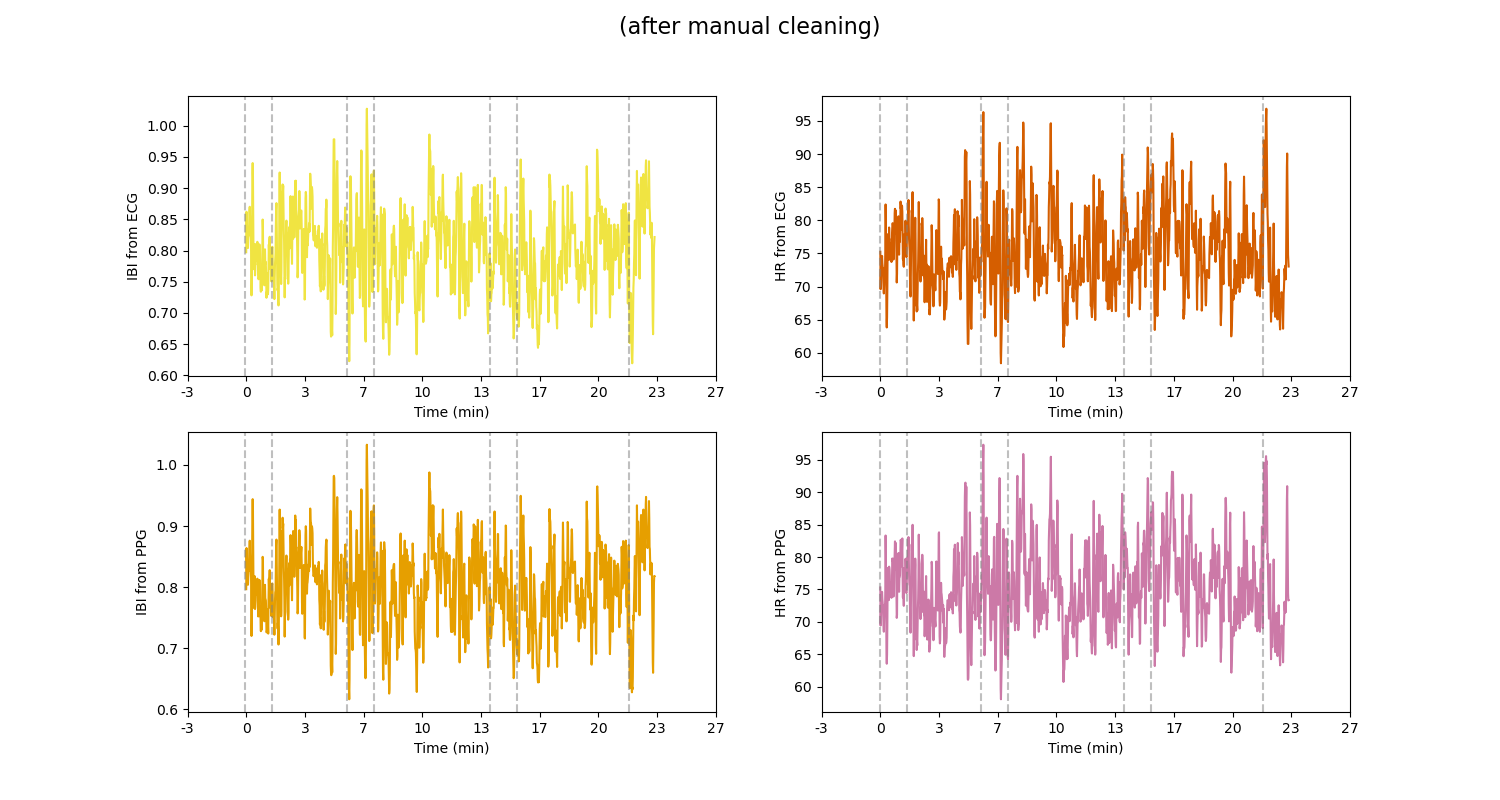 (after manual cleaning)
1.00
0.95
0.90
0.85
0.80
0.75
0.70
0.65
0.60
IBI from ECG
-3 0 3 7 10 13 17 20 23 27
Time (min)
95
90
85
80
75
70
65
60
HR from ECG
-3 0 3 7 10 13 17 20 23 27
Time (min)
1.0
0.9
0.8
0.7
0.6
IBI from PPG
-3 0 3 7 10 13 17 20 23 27
Time (min)
95
90
85
80
75
70
65
60
HR from PPG
-3 0 3 7 10 13 17 20 23 27
Time (min)